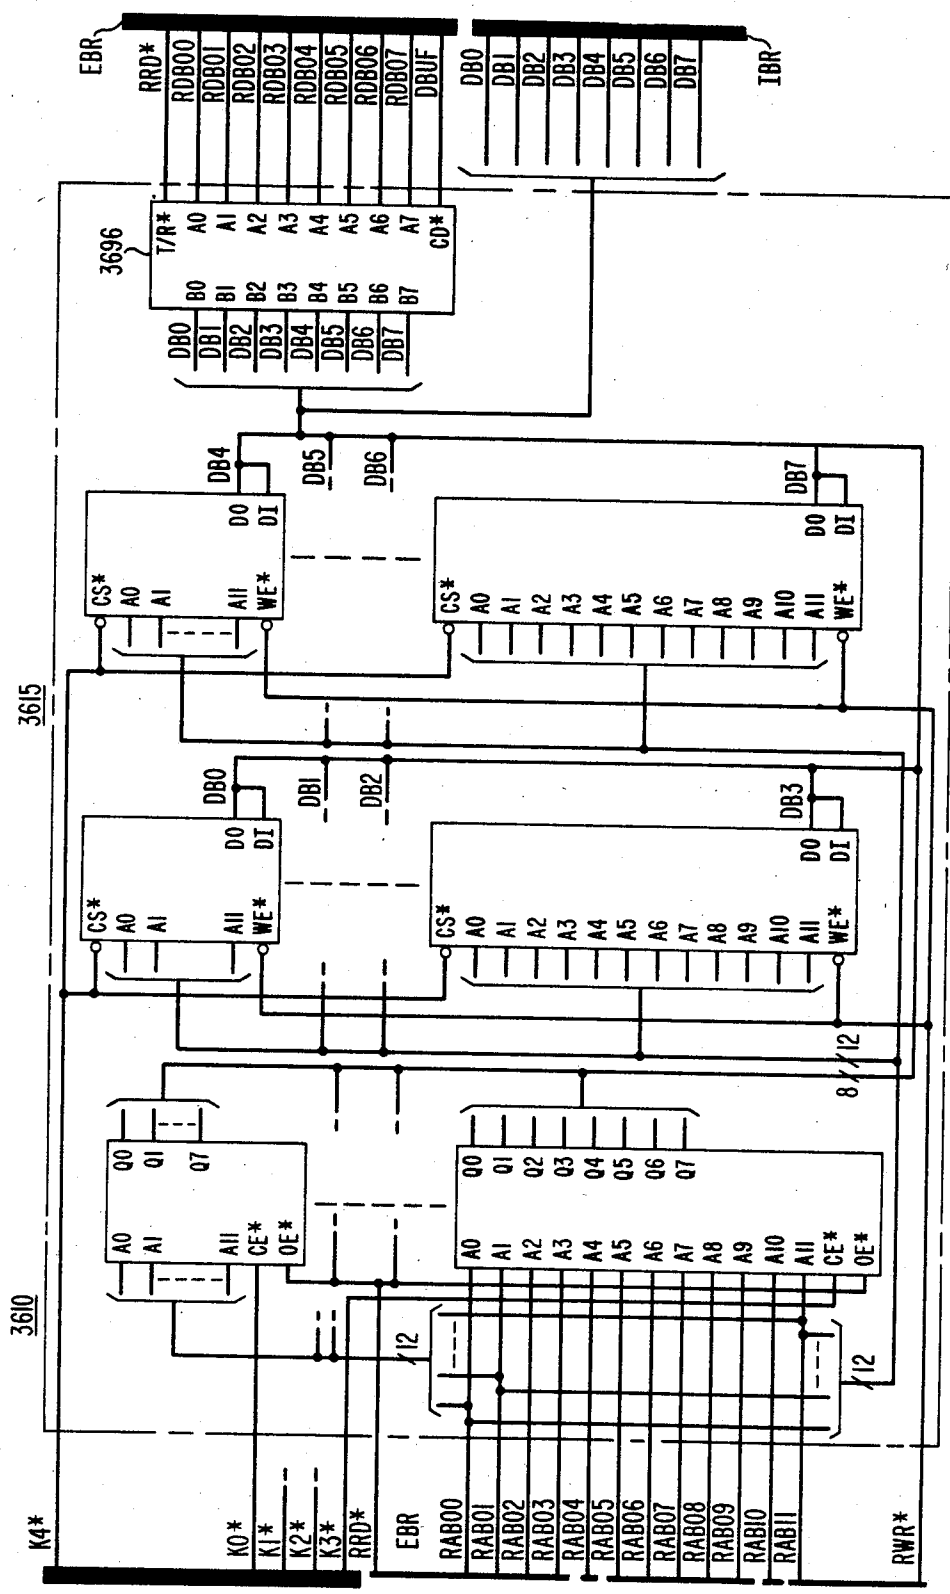 EBR
RRD*
RDB00
RDB01
RDB02
RDB03
RDB04
RDB05
RDB06
RDB07
DBUF
DB0
DB1
DB2
DB3
DB4
DB5
DB6
DB7
IBR
3696
T/R*
A0
A1
A2
A3
A4
A5
A6
A7
CD*
B0
B1
B2
B3
B4
B5
B6
B7
DB0
DB1
DB2
DB3
DB4
DB5
DB6
DB7
3615
DB4
DB5
DB6
DB7
DO
DI
CS*
A0
A1
A11
WE*
DO
DI
CS*
A0
A1
A2
A3
A4
A5
A6
A7
A8
A9
A10
A11
WE*
DB0
DB1
DB2
DB3
DO
DI
CS*
A0
A1
A11
WE*
DO
DI
CS*
A0
A1
A2
A3
A4
A5
A6
A7
A8
A9
A10
A11
WE*
8
12
3610
Q0
Q1
Q7
A0
A1
A11
CE*
OE*
Q0
Q1
Q2
Q3
Q4
Q5
Q6
Q7
A0
A1
A2
A3
A4
A5
A6
A7
A8
A9
A10
A11
CE*
OE*
12
12
K4*
K0*
K1*
K2*
K3*
RRD*
EBR
RAB00
RAB01
RAB02
RAB03
RAB04
RAB05
RAB06
RAB07
RAB08
RAB09
RAB10
RAB11
RWR*